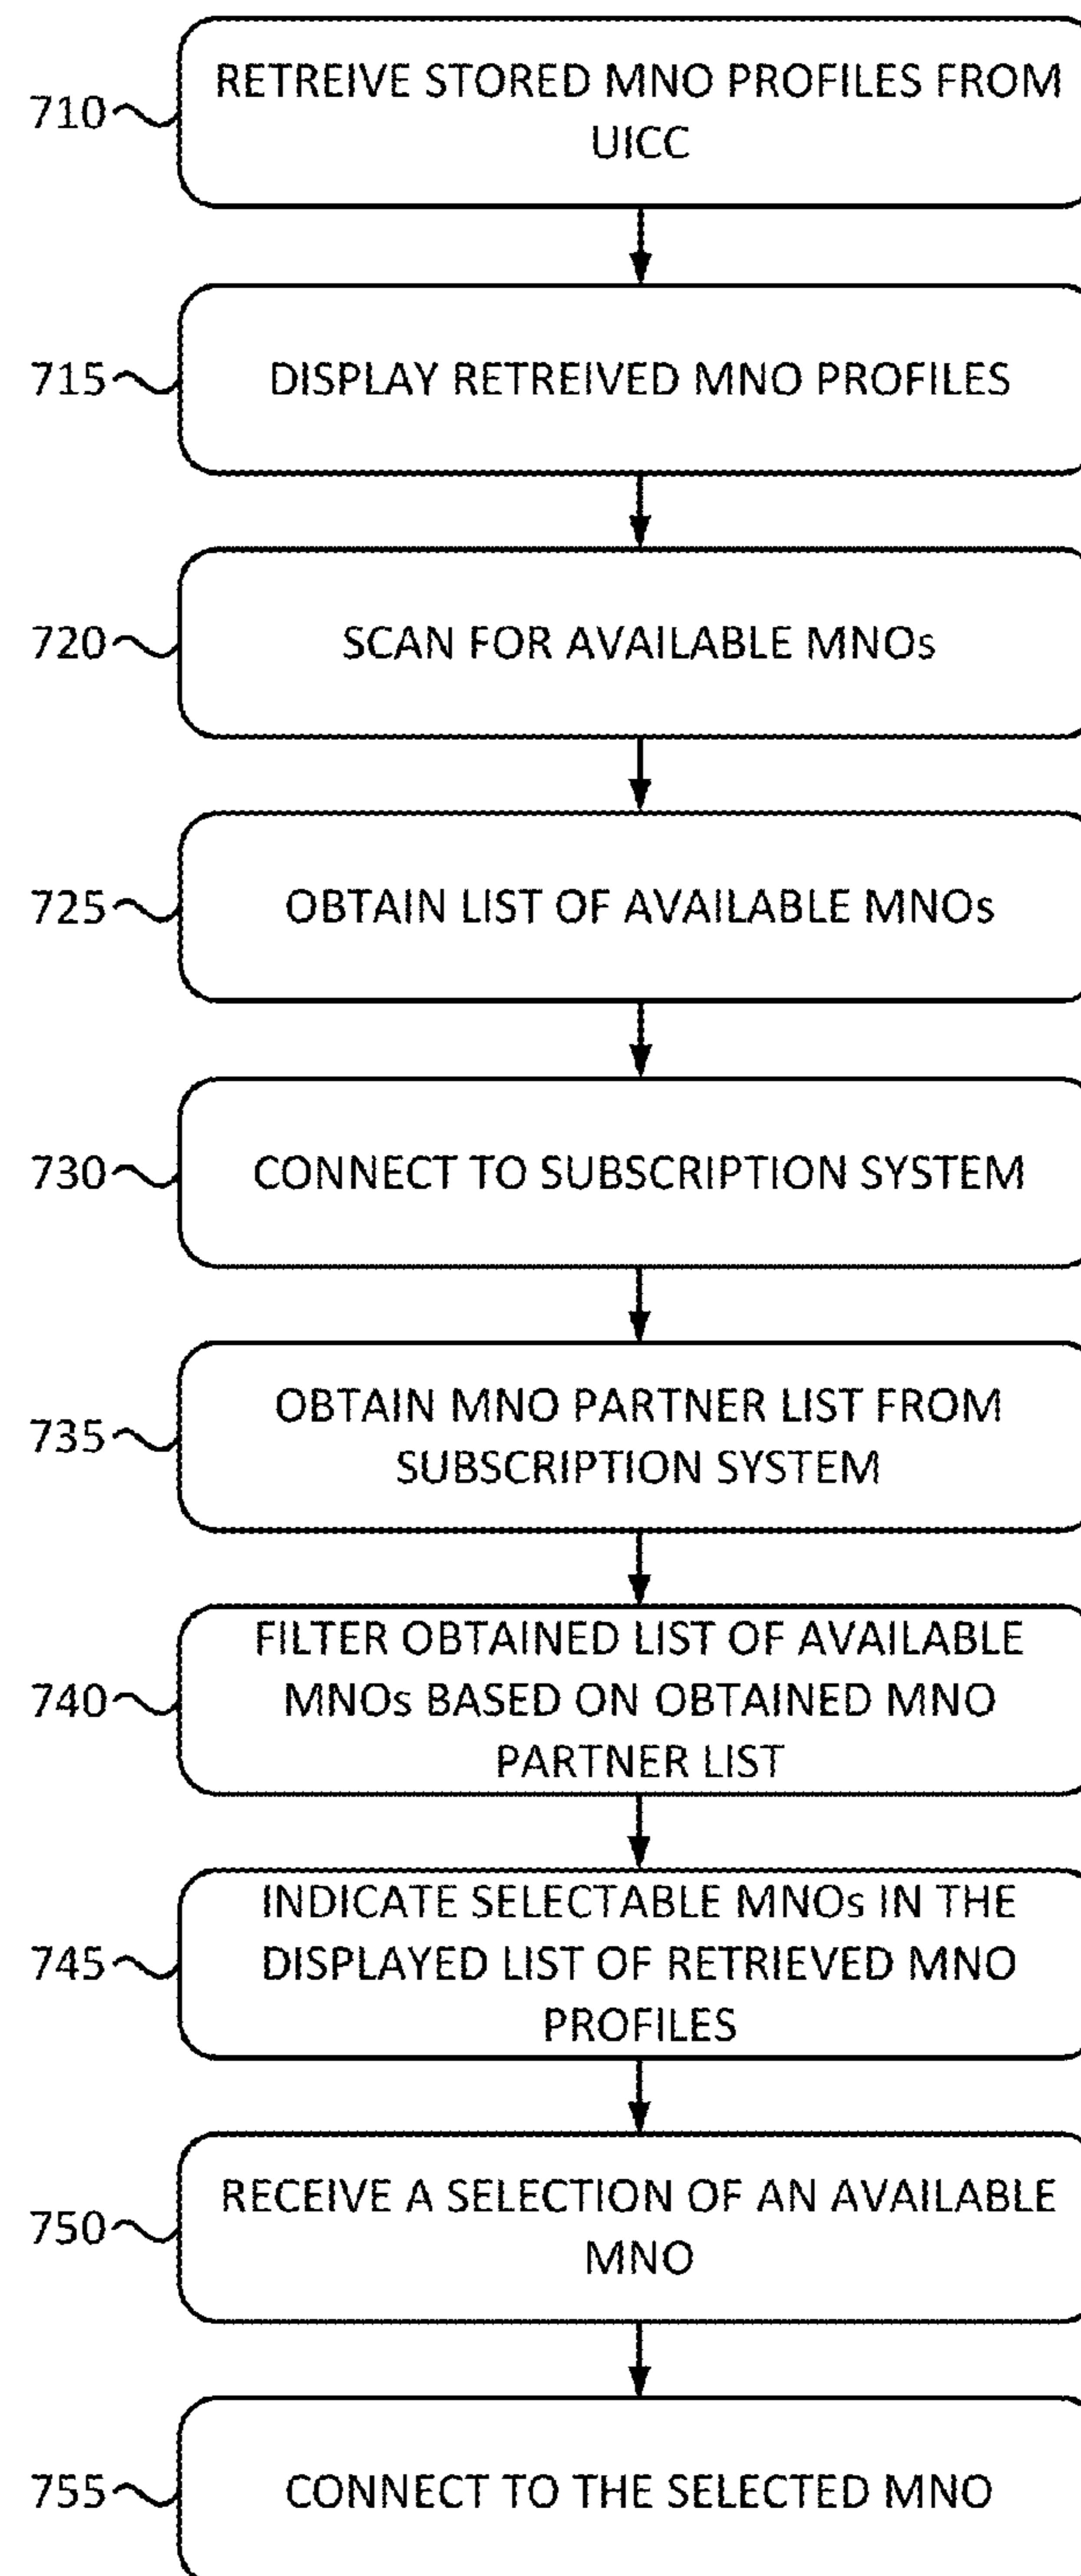 710
RETREIVE STORED MNO PROFILES FROM
UICC
715
DISPLAY RETREIVED MNO PROFILES
720
SCAN FOR AVAILABLE MNOs
725
OBTAIN LIST OF AVAILABLE MNOs
730
CONNECT TO SUBSCRIPTION SYSTEM
735
OBTAIN MNO PARTNER LIST FROM
SUBSCRIPTION SYSTEM
740
FILTER OBTAINED LIST OF AVAILABLE
MNOs BASED ON OBTAINED MNO
PARTNER LIST
745
INDICATE SELECTABLE MNOs IN THE
DISPLAYED LIST OF RETRIEVED MNO
PROFILES
750
RECEIVE A SELECTION OF AN AVAILABLE
MNO
755
CONNECT TO THE SELECTED MNO